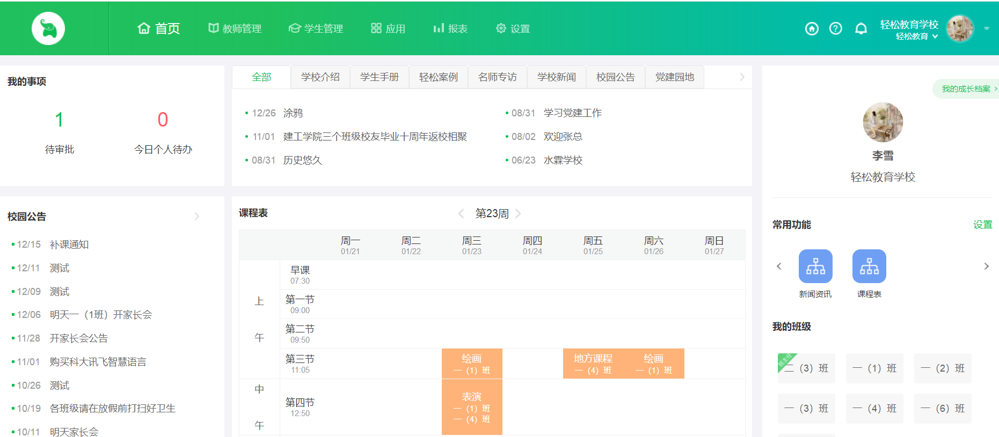 首页
教师管理
学生管理
应用
报表
设置
轻松教育学校
轻松教育
我的事项
1
0
待审批
今日个人待办
全部
学校介绍
学生手册
轻松案例
名师专访
学校新闻
校园公告
党建园地
12/26 涂鸦
08/31 学习党建工作
11/01 建工学院三个班级校友毕业十周年返校相聚
08/02 欢迎张总
08/31 历史悠久
06/23 水霖学校
我的成长档案 >
李雪
轻松教育学校
校园公告
12/15 补课通知
12/11 测试
12/09 测试
12/06 明天一（1班）开家长会
11/28 开家长会公告
11/01 购买科大讯飞智慧语言
10/26 测试
10/19 各班级请在放假前打扫好卫生
10/11 明天家长会
课程表
第23周
周一 周二 周三 周四 周五 周六 周日
01/21 01/22 01/23 01/24 01/25 01/26 01/27
上
午
早课
07:30
第一节
09:00
第二节
09:50
第三节
11:05
绘画
一（1）班
地方课程
一（4）班
绘画
一（1）班
中
午
第四节
12:50
表演
一（1）班
一（4）班
常用功能
设置
新闻资讯
课程表
我的班级
班主任
二（3）班
一（1）班
一（2）班
一（3）班
一（4）班
一（6）班